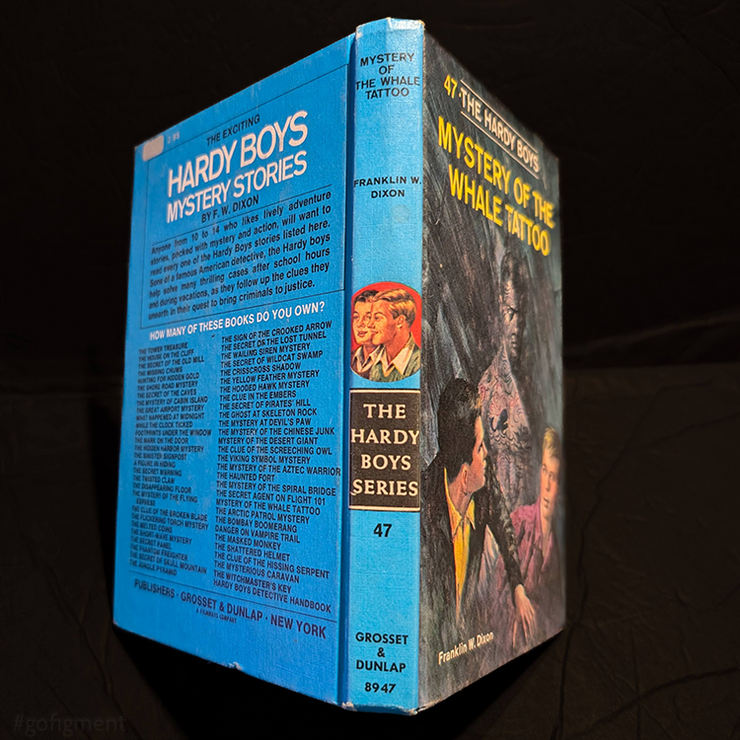 THE EXCITING
HARDY BOYS
MYSTERY STORIES
BY F. W. DIXON
Anyone from 10 to 14 who likes lively adventure
stories, packed with mystery and action, will want to
read every one of the Hardy Boys stories listed here.
Sons of a famous American detective, the Hardy boys
help solve many thrilling cases after school hours
and during vacations, as they follow up the clues they
unearth in their quest to bring criminals to justice.
HOW MANY OF THESE BOOKS DO YOU OWN?
THE TOWER TREASURE
THE HOUSE ON THE CLIFF
THE SECRET OF THE OLD MILL
THE MISSING CHUMS
HUNTING FOR HIDDEN GOLD
THE SHORE ROAD MYSTERY
THE SECRET OF THE CAVES
THE MYSTERY OF CABIN ISLAND
THE GREAT AIRPORT MYSTERY
WHAT HAPPENED AT MIDNIGHT
WHILE THE CLOCK TICKED
FOOTPRINTS UNDER THE WINDOW
THE MARK ON THE DOOR
THE HIDDEN HARBOR MYSTERY
THE SINISTER SIGNPOST
A FIGURE IN HIDING
THE SECRET WARNING
THE TWISTED CLAW
THE DISAPPEARING FLOOR
THE MYSTERY OF THE FLYING
EXPRESS
THE CLUE OF THE BROKEN BLADE
THE FLICKERING TORCH MYSTERY
THE MELTED COINS
THE SHORT-WAVE MYSTERY
THE SECRET PANEL
THE PHANTOM FREIGHTER
THE SECRET OF SKULL MOUNTAIN
THE JUNGLE PYRAMID
THE SIGN OF THE CROOKED ARROW
THE SECRET OF THE LOST TUNNEL
THE WAILING SIREN MYSTERY
THE SECRET OF WILDCAT SWAMP
THE CRISSCROSS SHADOW
THE YELLOW FEATHER MYSTERY
THE HOODED HAWK MYSTERY
THE CLUE IN THE EMBERS
THE SECRET OF PIRATES' HILL
THE GHOST AT SKELETON ROCK
THE MYSTERY AT DEVIL'S PAW
THE MYSTERY OF THE CHINESE JUNK
MYSTERY OF THE DESERT GIANT
THE CLUE OF THE SCREECHING OWL
THE VIKING SYMBOL MYSTERY
THE MYSTERY OF THE AZTEC WARRIOR
THE HAUNTED FORT
THE MYSTERY OF THE SPIRAL BRIDGE
THE SECRET AGENT ON FLIGHT 101
MYSTERY OF THE WHALE TATTOO
THE ARCTIC PATROL MYSTERY
THE BOMBAY BOOMERANG
DANGER ON VAMPIRE TRAIL
THE MASKED MONKEY
THE SHATTERED HELMET
THE CLUE OF THE HISSING SERPENT
THE MYSTERIOUS CARAVAN
THE WITCHMASTER'S KEY
HARDY BOYS DETECTIVE HANDBOOK
PUBLISHERS · GROSSET & DUNLAP · NEW YORK
A FILMWAYS COMPANY
MYSTERY
OF
THE WHALE
TATTOO
FRANKLIN W.
DIXON
THE
HARDY
BOYS
SERIES
47
GROSSET
&
DUNLAP
8947
47 THE HARDY BOYS
MYSTERY OF THE
WHALE TATTOO
Franklin W. Dixon
#gofigment